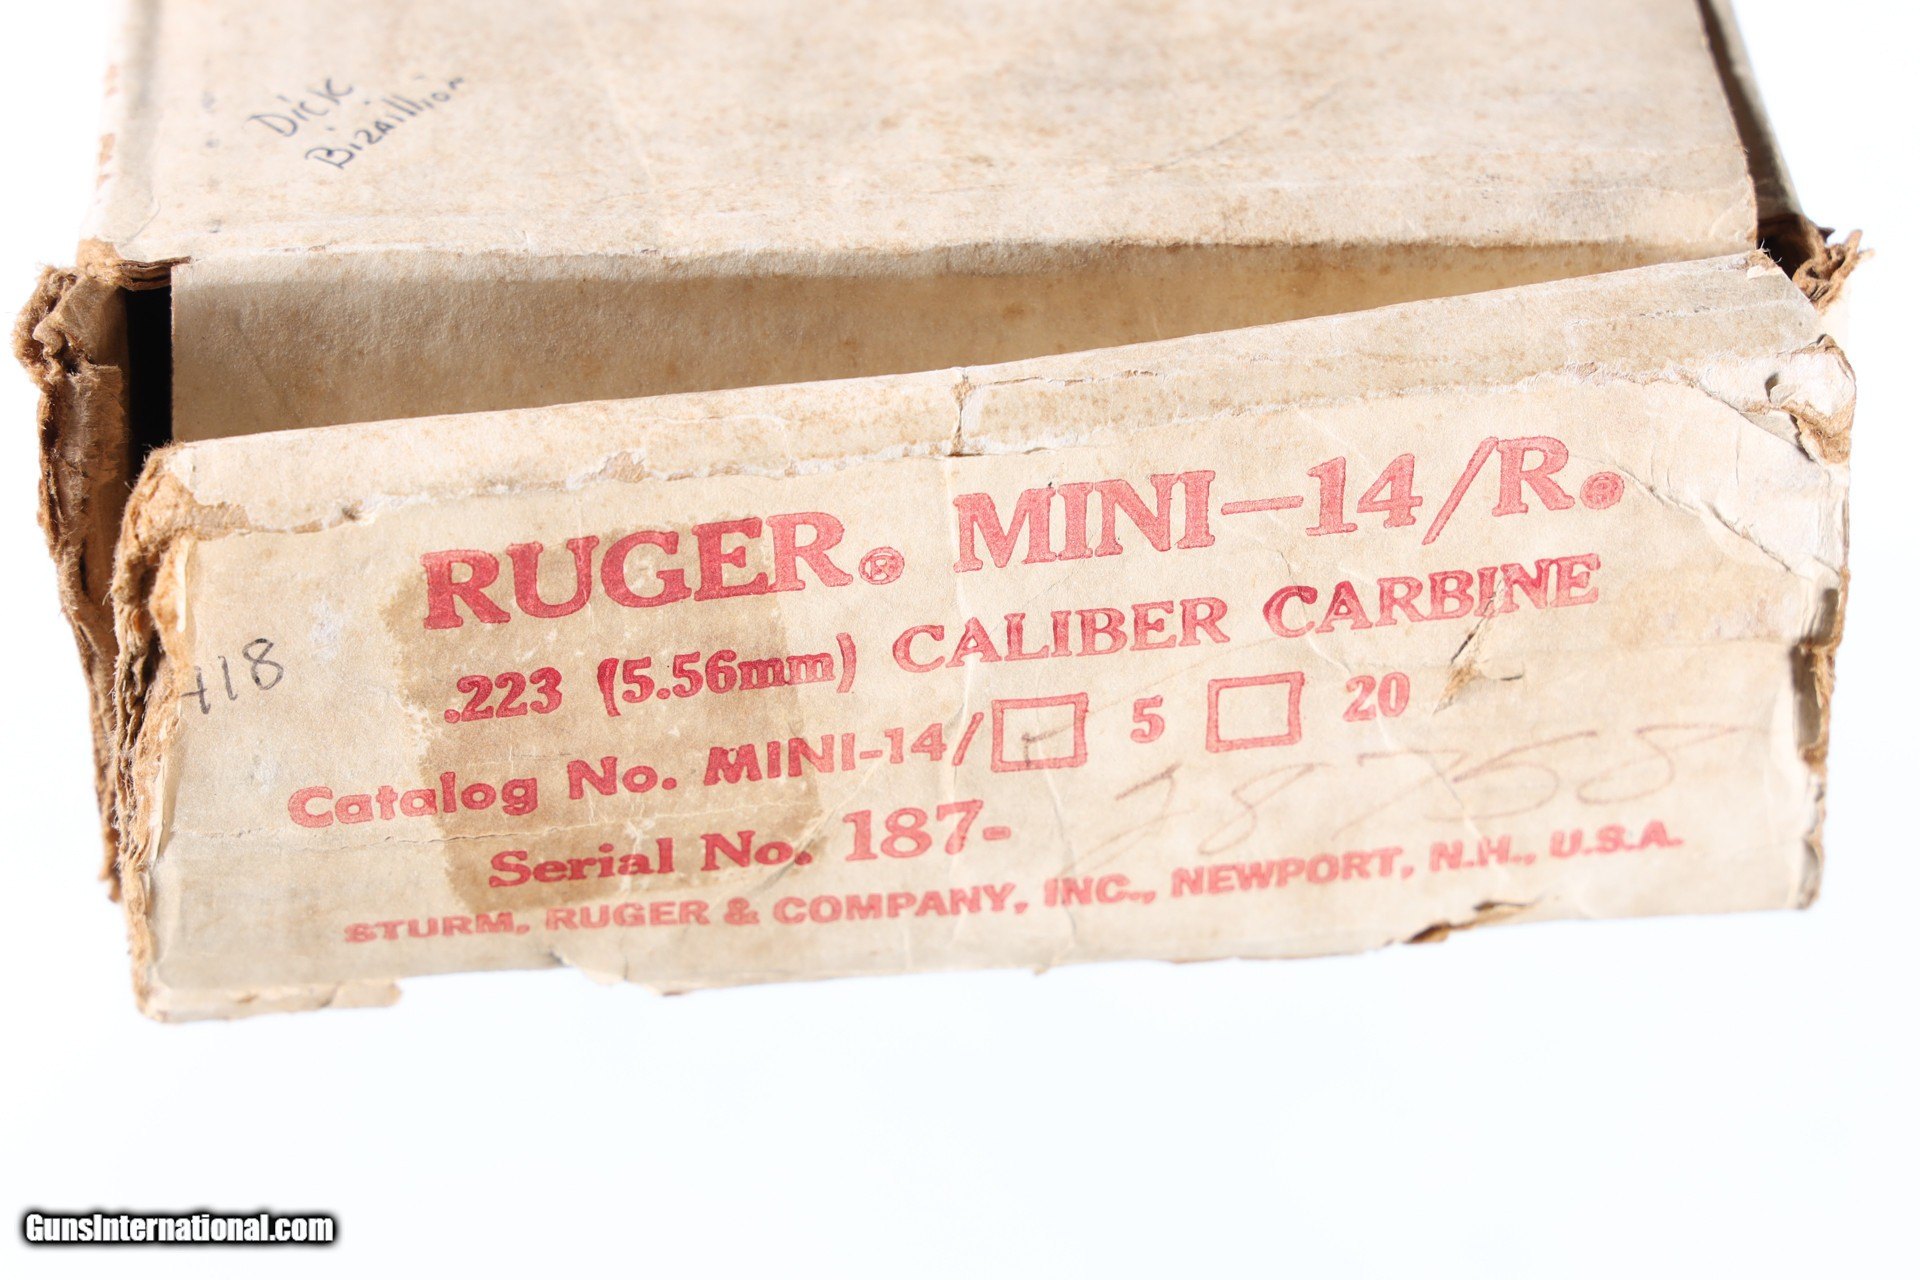 Dick
Bizaillion
RUGER®. MINI-14/R.®
.223 (5.56mm) CALIBER CARBINE
118
Catalog No. MINI-14/ 5 20
Serial No. 187-
STURM, RUGER & COMPANY, INC., NEWPORT, N.H., U.S.A.
GunsInternational.com